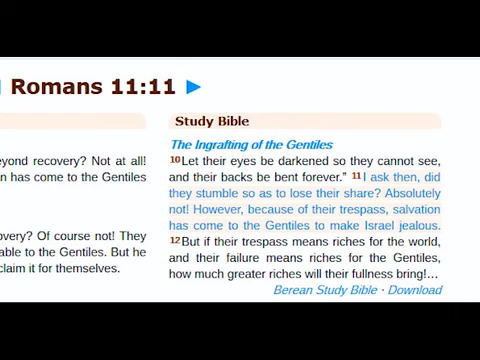 Romans 11:11
Study Bible
The Ingrafting of the Gentiles
eyond recovery? Not at all!
n has come to the Gentiles
overy? Of course not! They
able to the Gentiles. But he
claim it for themselves.
10Let their eyes be darkened so they cannot see,
and their backs be bent forever.” 11I ask then, did
they stumble so as to lose their share? Absolutely
not! However, because of their trespass, salvation
has come to the Gentiles to make Israel jealous.
12But if their trespass means riches for the world,
and their failure means riches for the Gentiles,
how much greater riches will their fullness bring!…
Berean Study Bible · Download